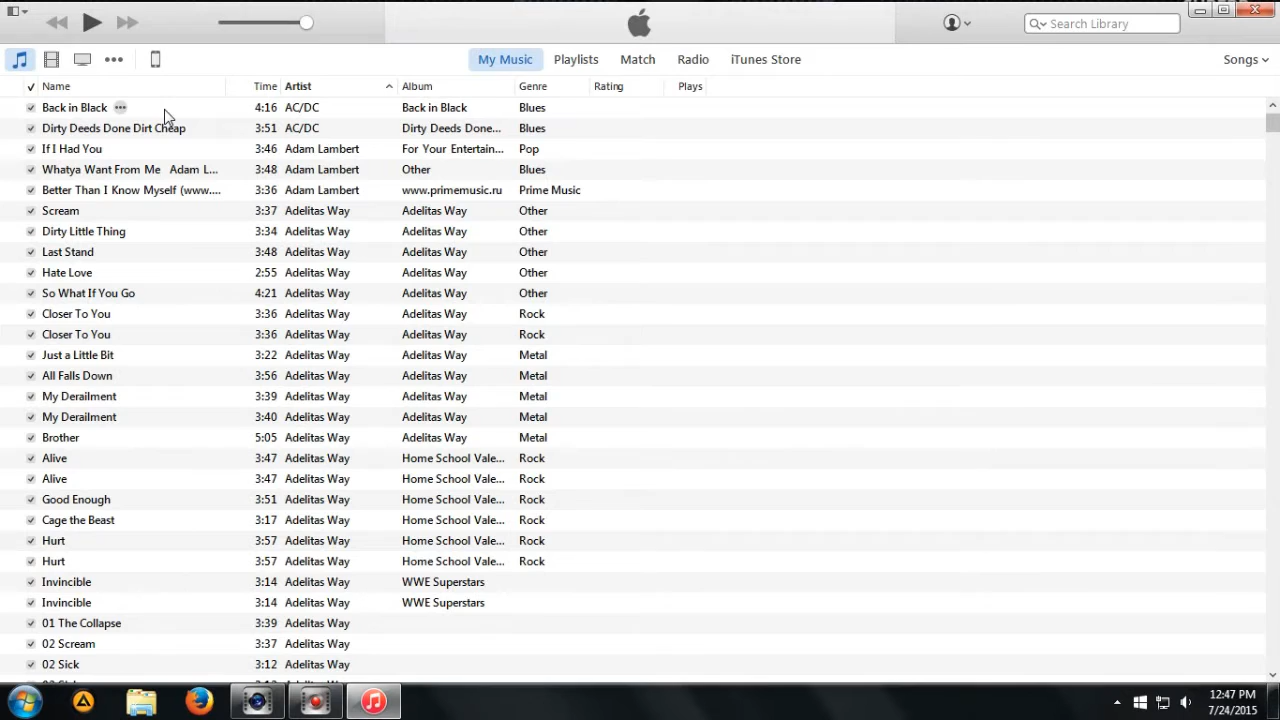 Search Library
My Music Playlists Match Radio iTunes Store Songs
Name Time Artist Album Genre Rating Plays
Back in Black 4:16 AC/DC Back in Black Blues
Dirty Deeds Done Dirt Cheap 3:51 AC/DC Dirty Deeds Done... Blues
If I Had You 3:46 Adam Lambert For Your Entertain... Pop
Whatya Want From Me Adam L... 3:48 Adam Lambert Other Blues
Better Than I Know Myself (www.... 3:36 Adam Lambert www.primemusic.ru Prime Music
Scream 3:37 Adelitas Way Adelitas Way Other
Dirty Little Thing 3:34 Adelitas Way Adelitas Way Other
Last Stand 3:48 Adelitas Way Adelitas Way Other
Hate Love 2:55 Adelitas Way Adelitas Way Other
So What If You Go 4:21 Adelitas Way Adelitas Way Other
Closer To You 3:36 Adelitas Way Adelitas Way Rock
Closer To You 3:36 Adelitas Way Adelitas Way Rock
Just a Little Bit 3:22 Adelitas Way Adelitas Way Metal
All Falls Down 3:56 Adelitas Way Adelitas Way Metal
My Derailment 3:39 Adelitas Way Adelitas Way Metal
My Derailment 3:40 Adelitas Way Adelitas Way Metal
Brother 5:05 Adelitas Way Adelitas Way Metal
Alive 3:47 Adelitas Way Home School Vale... Rock
Alive 3:47 Adelitas Way Home School Vale... Rock
Good Enough 3:51 Adelitas Way Home School Vale... Rock
Cage the Beast 3:17 Adelitas Way Home School Vale... Rock
Hurt 3:57 Adelitas Way Home School Vale... Rock
Hurt 3:57 Adelitas Way Home School Vale... Rock
Invincible 3:14 Adelitas Way WWE Superstars
Invincible 3:14 Adelitas Way WWE Superstars
01 The Collapse 3:39 Adelitas Way
02 Scream 3:37 Adelitas Way
02 Sick 3:12 Adelitas Way
12:47 PM
7/24/2015